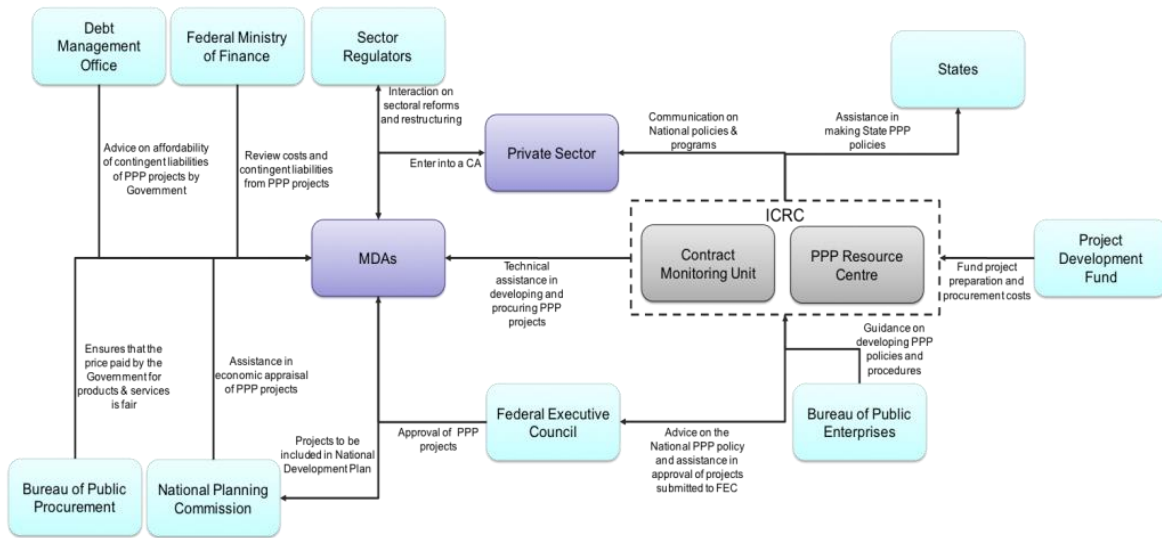 Debt
Management
Office
Federal Ministry
of Finance
Sector
Regulators
States
Interaction on
sectoral reforms
and restructuring
Private Sector
Communication on
National policies &
programs
Assistance in
making State PPP
policies
Advice on affordability
of contingent liabilities
of PPP projects by
Government
Review costs and
contingent liabilities
from PPP projects
Enter into a CA
ICRC
MDAs
Technical
assistance in
developing and
procuring PPP
projects
Contract
Monitoring Unit
PPP Resource
Centre
Fund project
preparation and
procurement costs
Project
Development
Fund
Ensures that the
price paid by the
Government for
products & services
is fair
Assistance in
economic appraisal
of PPP projects
Guidance on
developing PPP
policies and
procedures
Projects to be
included in National
Development Plan
Approval of PPP
projects
Federal Executive
Council
Advice on the
National PPP policy
and assistance in
approval of projects
submitted to FEC
Bureau of Public
Enterprises
Bureau of Public
Procurement
National Planning
Commission